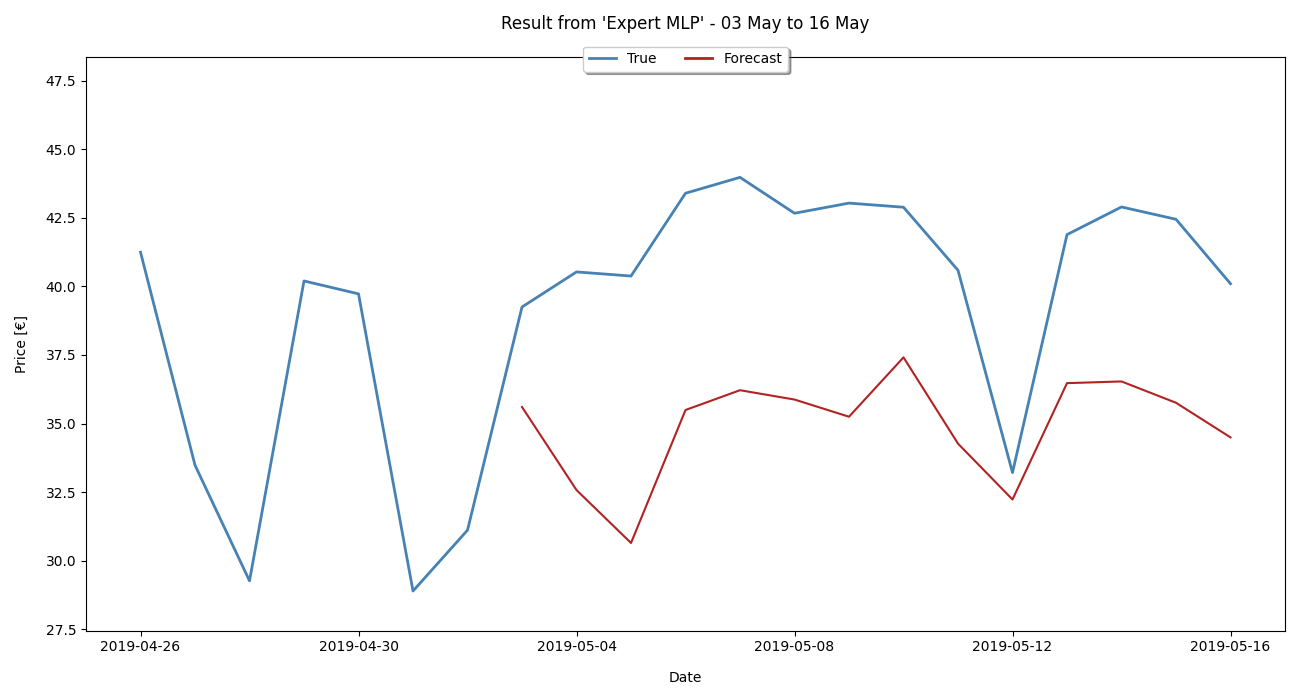 Result from 'Expert MLP' - 03 May to 16 May
True Forecast
47.5
45.0
42.5
40.0
37.5
35.0
32.5
30.0
27.5
Price [€]
2019-04-26 2019-04-30 2019-05-04 2019-05-08 2019-05-12 2019-05-16
Date